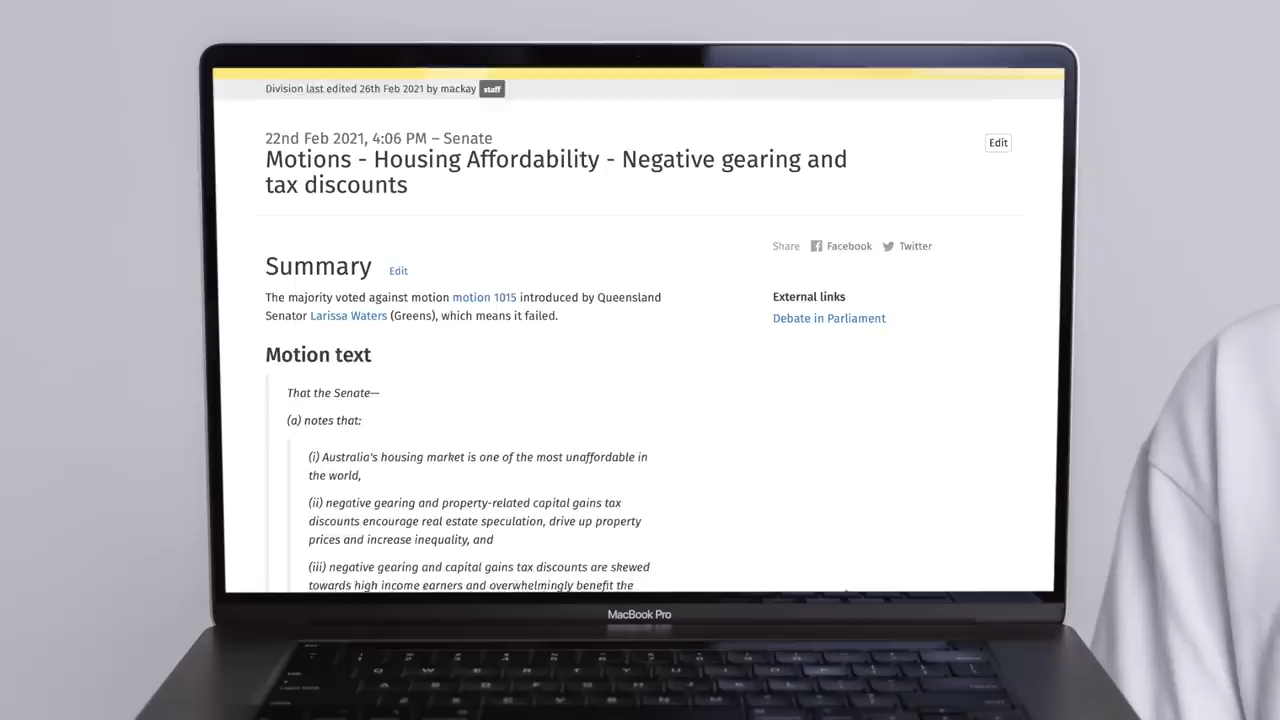 Division last edited 26th Feb 2021 by mackay staff
22nd Feb 2021, 4:06 PM – Senate
Edit
Motions - Housing Affordability - Negative gearing and
tax discounts
Share Facebook Twitter
Summary Edit
The majority voted against motion motion 1015 introduced by Queensland
Senator Larissa Waters (Greens), which means it failed.
External links
Debate in Parliament
Motion text
That the Senate—
(a) notes that:
(i) Australia's housing market is one of the most unaffordable in
the world,
(ii) negative gearing and property-related capital gains tax
discounts encourage real estate speculation, drive up property
prices and increase inequality, and
(iii) negative gearing and capital gains tax discounts are skewed
towards high income earners and overwhelmingly benefit the
MacBook Pro